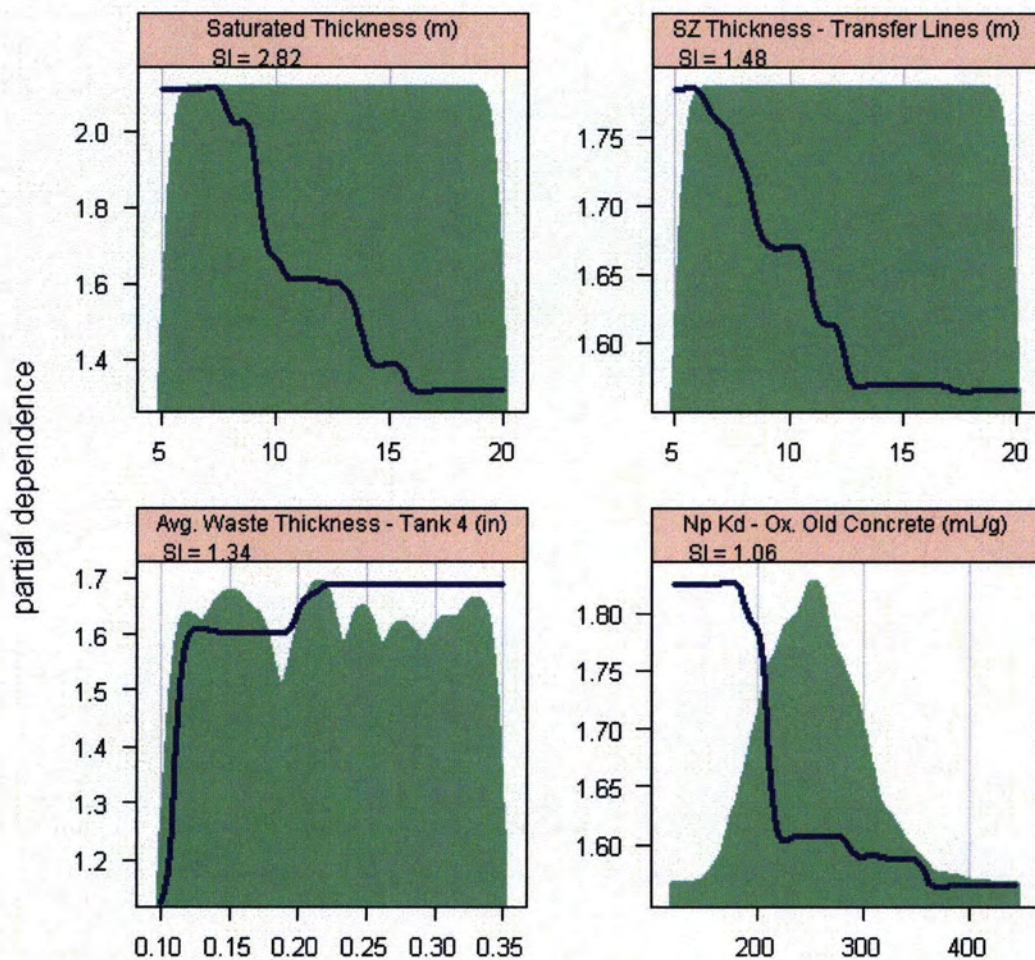 Saturated Thickness (m)
SI = 2.82
SZ Thickness - Transfer Lines (m)
SI = 1.48
2.0
1.8
1.6
1.4
5 10 15 20
1.75
1.70
1.65
1.60
5 10 15 20
partial dependence
Avg. Waste Thickness - Tank 4 (in)
SI = 1.34
Np Kd - Ox. Old Concrete (mL/g)
SI = 1.06
1.7
1.6
1.5
1.4
1.3
1.2
0.10 0.15 0.20 0.25 0.30 0.35
1.80
1.75
1.70
1.65
1.60
200 300 400